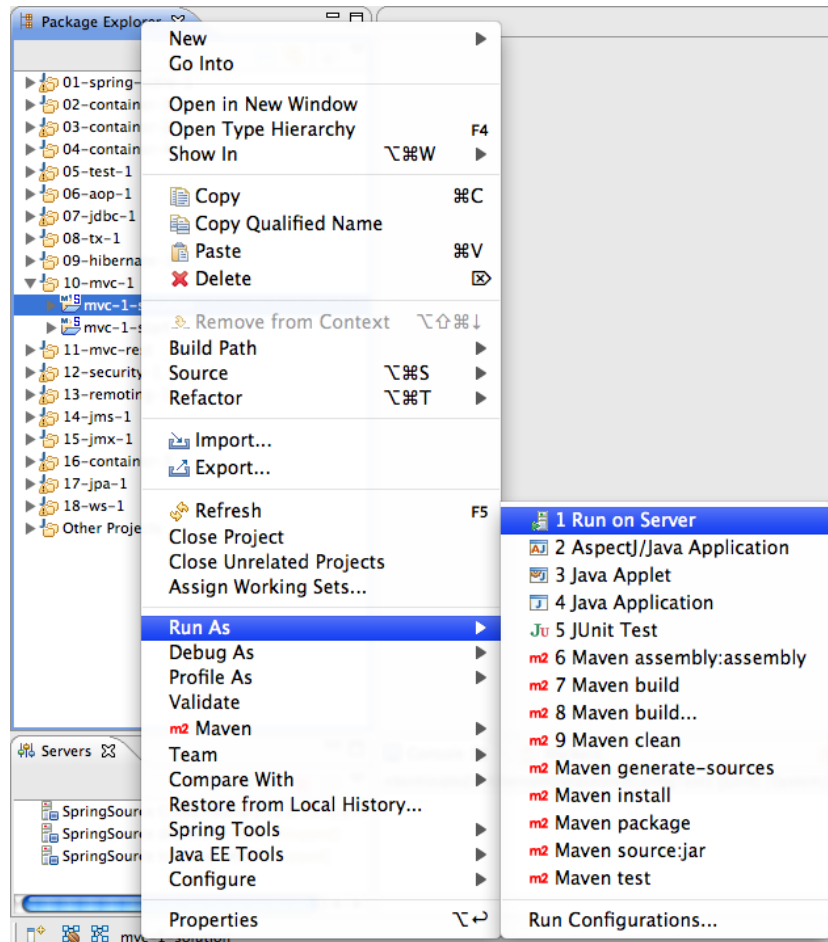 Package Explorer
01-spring-
02-contain
03-contain
04-contain
05-test-1
06-aop-1
07-jdbc-1
08-tx-1
09-hiberna
10-mvc-1
mvc-1-s
mvc-1-s
11-mvc-re
12-security
13-remotin
14-jms-1
15-jmx-1
16-contain
17-jpa-1
18-ws-1
Other Proje
New
Go Into
Open in New Window
Open Type Hierarchy F4
Show In ⌥⌘W
Copy ⌘C
Copy Qualified Name
Paste ⌘V
Delete ⌦
Remove from Context ⌥⇧⌘↓
Build Path
Source ⌥⌘S
Refactor ⌥⌘T
Import...
Export...
Refresh F5
Close Project
Close Unrelated Projects
Assign Working Sets...
Run As
Debug As
Profile As
Validate
m2 Maven
Team
Compare With
Restore from Local History...
Spring Tools
Java EE Tools
Configure
Properties ⌥↩
1 Run on Server
AJ 2 AspectJ/Java Application
3 Java Applet
J 4 Java Application
Ju 5 JUnit Test
m2 6 Maven assembly:assembly
m2 7 Maven build
m2 8 Maven build...
m2 9 Maven clean
m2 Maven generate-sources
m2 Maven install
m2 Maven package
m2 Maven source:jar
m2 Maven test
Run Configurations...
Servers
SpringSour
SpringSour
SpringSour
mvc-1-solution